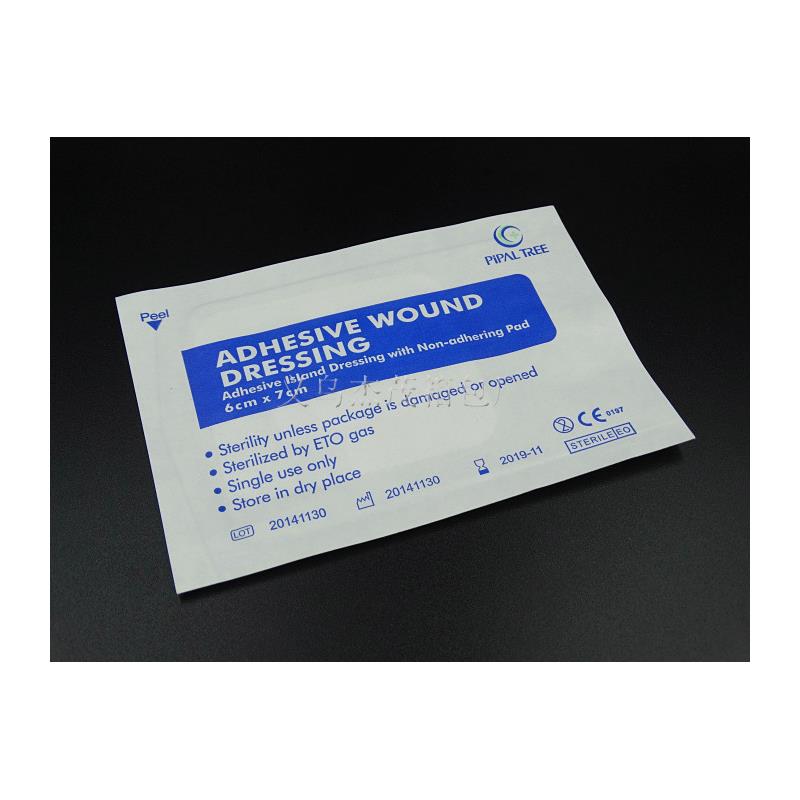 PiPAL TREE
Peel
ADHESIVE WOUND
DRESSING
Adhesive Island Dressing with Non-adhering Pad
6cm x 7cm
• Sterility unless package is damaged or opened
• Sterilized by ETO gas
• Single use only
• Store in dry place
CE 0197
STERILE EO
LOT 20141130
20141130
2019-11